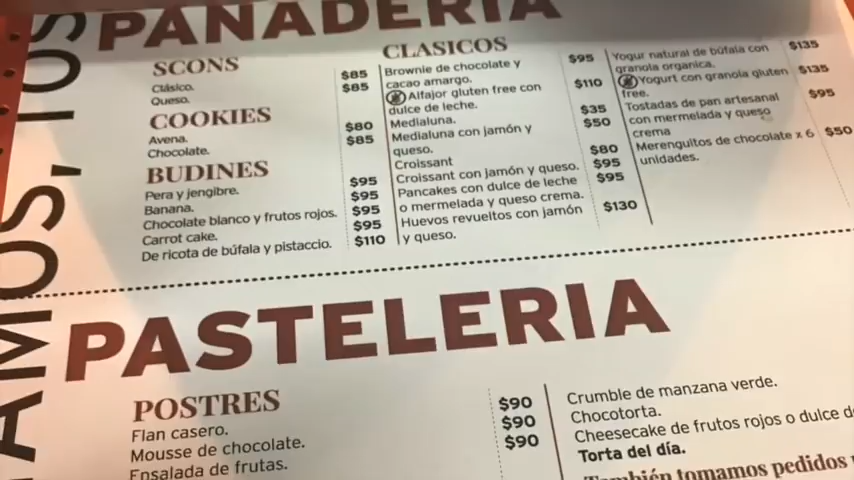 PANADERIA
SCONS
Clásico. $85
Queso. $85
COOKIES
Avena. $80
Chocolate. $85
BUDINES
Pera y jengibre. $95
Banana. $95
Chocolate blanco y frutos rojos. $95
Carrot cake. $95
De ricota de búfala y pistaccio. $110
CLASICOS
Brownie de chocolate y $95
cacao amargo.
Alfajor gluten free con $110
dulce de leche.
Medialuna. $35
Medialuna con jamón y $50
queso.
Croissant $80
Croissant con jamón y queso. $95
Pancakes con dulce de leche $95
o mermelada y queso crema.
Huevos revueltos con jamón $130
y queso.
Yogur natural de búfala con $135
granola organica.
Yogurt con granola gluten $135
free.
Tostadas de pan artesanal $95
con mermelada y queso
crema
Merenguitos de chocolate x 6 $50
unidades.
PASTELERIA
POSTRES
Flan casero. $90
Mousse de chocolate. $90
Ensalada de frutas. $90
Crumble de manzana verde.
Chocotorta.
Cheesecake de frutos rojos o dulce
Torta del día.
También tomamos pedidos